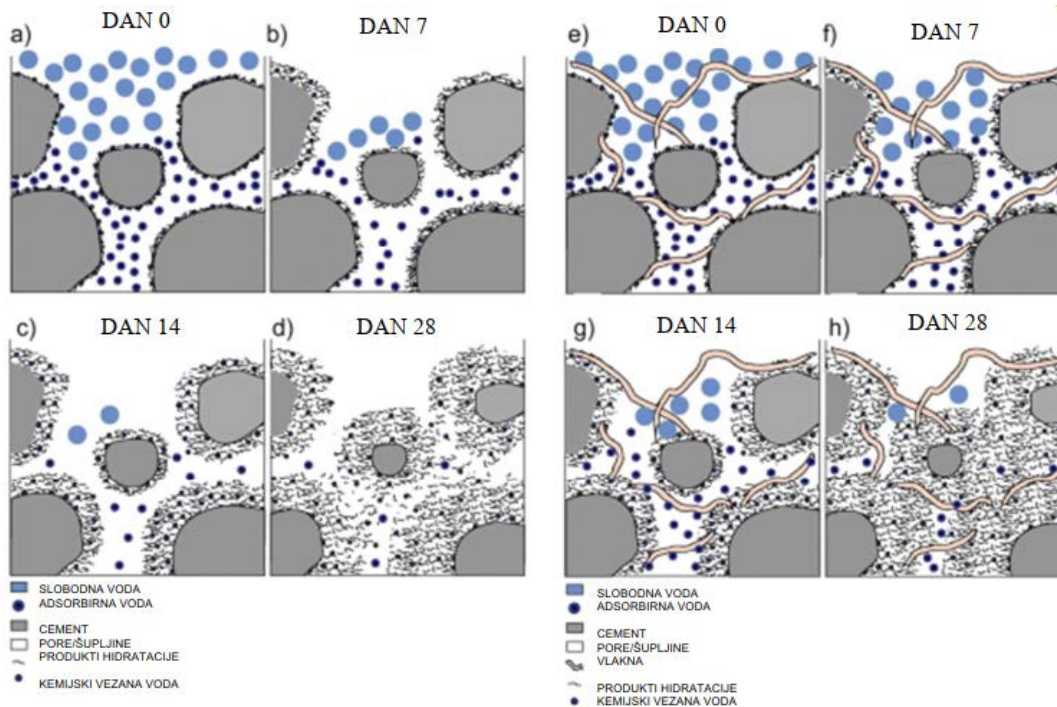 DAN 0
a)
DAN 7
b)
DAN 14
c)
DAN 28
d)
SLOBODNA VODA
ADSORBIRNA VODA
CEMENT
PORE/ŠUPLJINE
PRODUKTI HIDRATACIJE
KEMIJSKI VEZANA VODA
DAN 0
e)
DAN 7
f)
DAN 14
g)
DAN 28
h)
SLOBODNA VODA
ADSORBIRNA VODA
CEMENT
PORE/ŠUPLJINE
VLAKNA
PRODUKTI HIDRATACIJE
KEMIJSKI VEZANA VODA